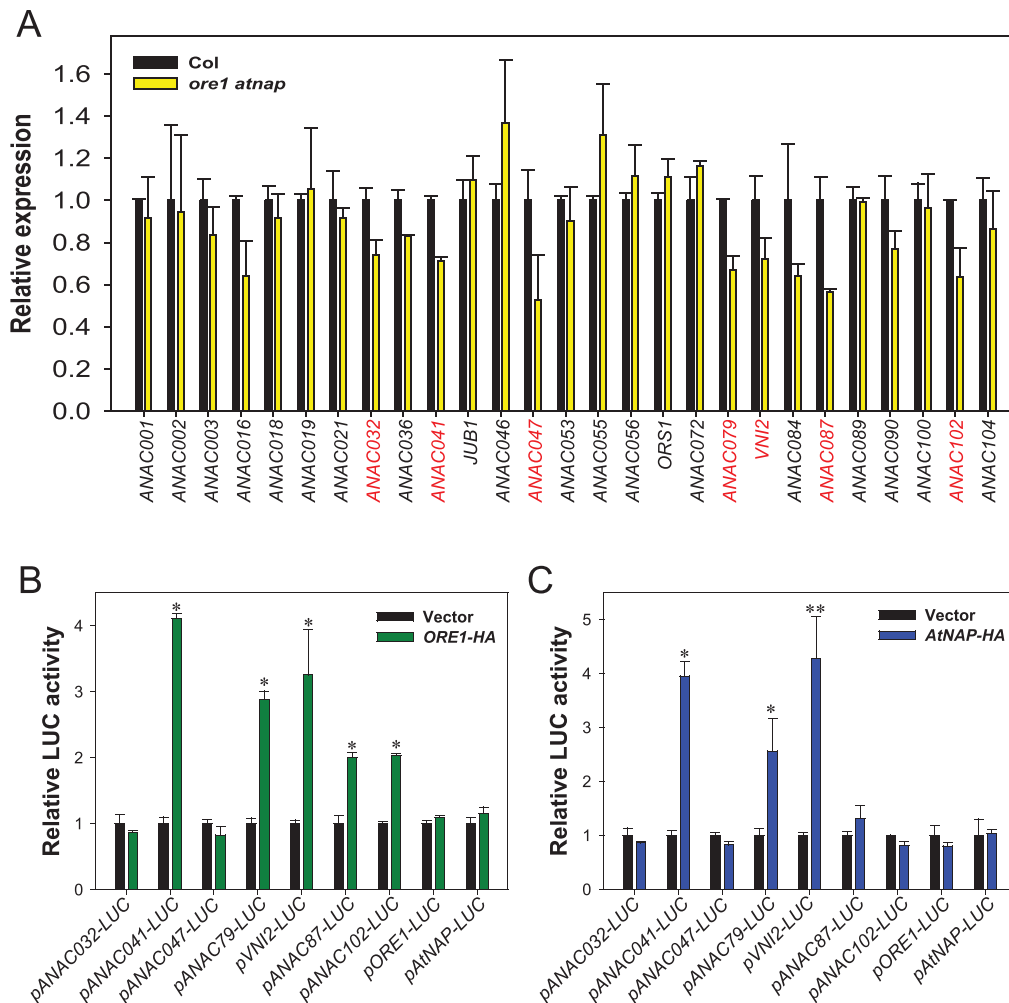 A
Col
ore1 atnap
Relative expression
1.6
1.4
1.2
1.0
0.8
0.6
0.4
0.2
0.0
ANAC001
ANAC002
ANAC003
ANAC016
ANAC018
ANAC019
ANAC021
ANAC032
ANAC036
ANAC041
JUB1
ANAC046
ANAC047
ANAC053
ANAC055
ANAC056
ORS1
ANAC072
ANAC079
VNI2
ANAC084
ANAC087
ANAC089
ANAC090
ANAC100
ANAC102
ANAC104
B
Vector
ORE1-HA
Relative LUC activity
4
3
2
1
0
*
*
*
*
*
pANAC032-LUC
pANAC041-LUC
pANAC047-LUC
pANAC79-LUC
pVNI2-LUC
pANAC87-LUC
pANAC102-LUC
pORE1-LUC
pAtNAP-LUC
C
Vector
AtNAP-HA
Relative LUC activity
5
4
3
2
1
0
*
*
**
pANAC032-LUC
pANAC041-LUC
pANAC047-LUC
pANAC79-LUC
pVNI2-LUC
pANAC87-LUC
pANAC102-LUC
pORE1-LUC
pAtNAP-LUC